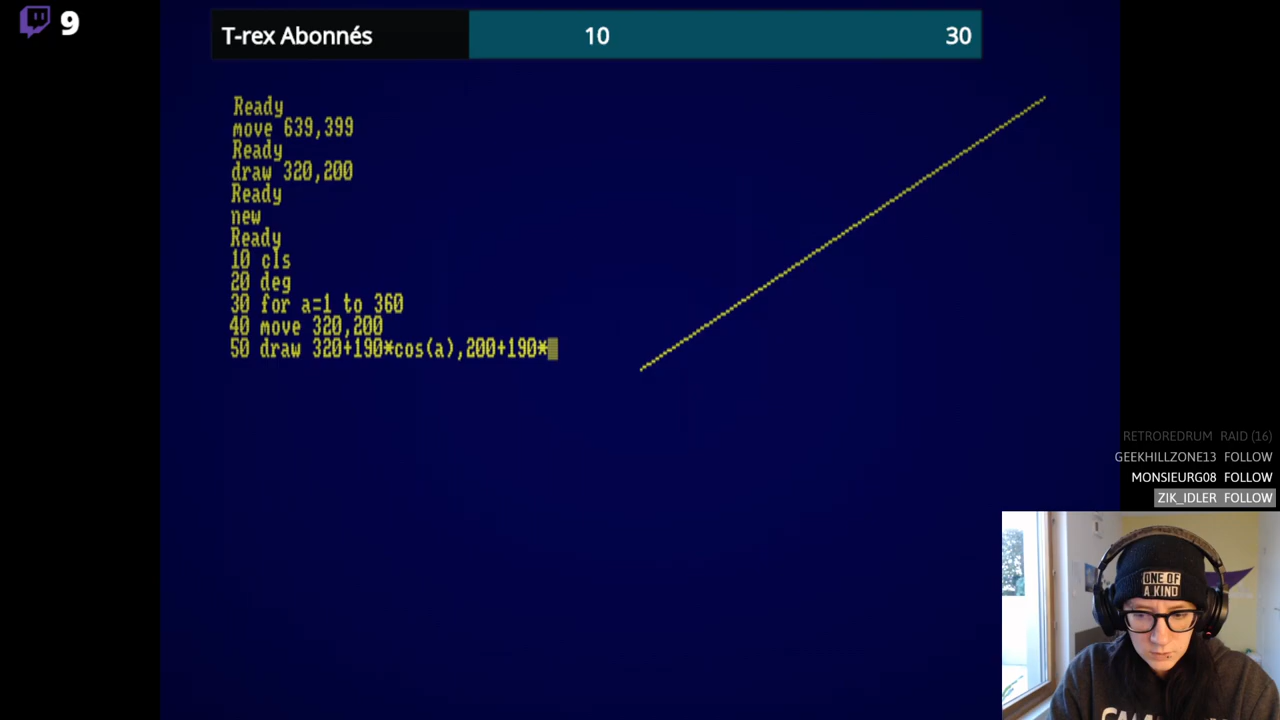 9
T-rex Abonnés 10 30
Ready
move 639,399
Ready
draw 320,200
Ready
new
Ready
10 cls
20 deg
30 for a=1 to 360
40 move 320,200
50 draw 320+190*cos(a),200+190*
RETROREDRUM RAID (16)
GEEKHILLZONE13 FOLLOW
MONSIEURG08 FOLLOW
ZIK_IDLER FOLLOW
ONE OF
A KIND